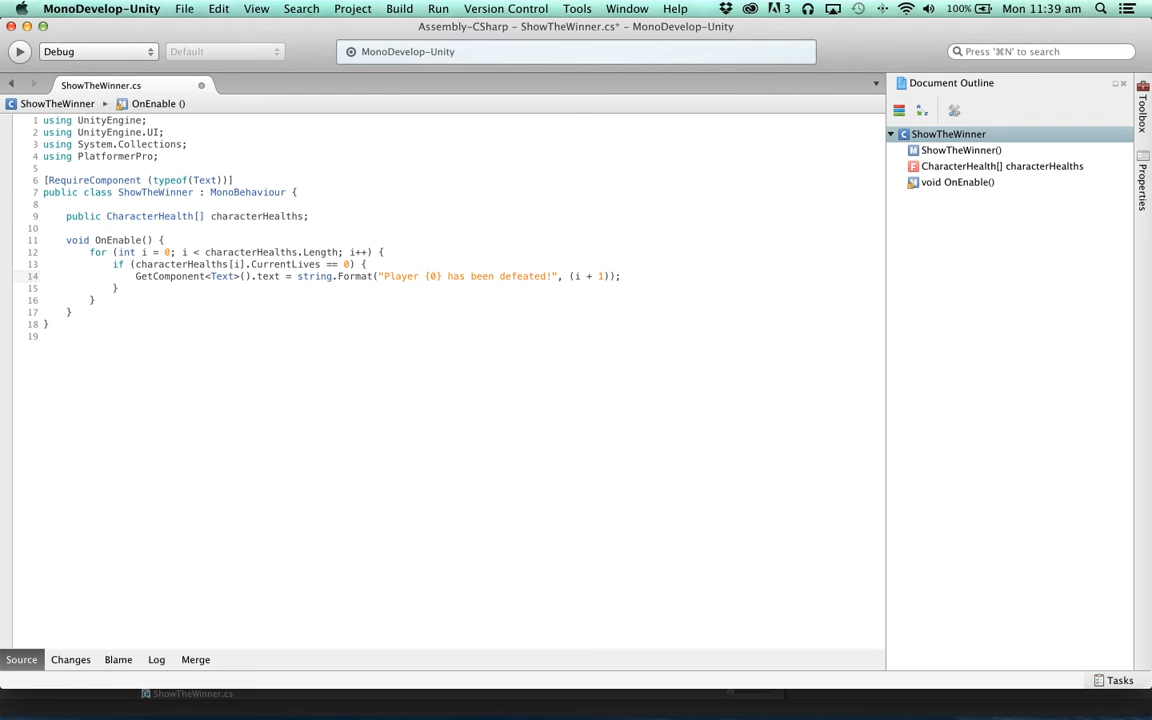 MonoDevelop-Unity File Edit View Search Project Build Run Version Control Tools Window Help 3 100% Mon 11:39 am
Assembly-CSharp – ShowTheWinner.cs* – MonoDevelop-Unity
Debug Default MonoDevelop-Unity Press '⌘N' to search
ShowTheWinner.cs
ShowTheWinner ▸ OnEnable ()
1 using UnityEngine;
2 using UnityEngine.UI;
3 using System.Collections;
4 using PlatformerPro;
5
6 [RequireComponent (typeof(Text))]
7 public class ShowTheWinner : MonoBehaviour {
8
9 public CharacterHealth[] characterHealths;
10
11 void OnEnable() {
12 for (int i = 0; i < characterHealths.Length; i++) {
13 if (characterHealths[i].CurrentLives == 0) {
14 GetComponent<Text>().text = string.Format("Player {0} has been defeated!", (i + 1));
15 }
16 }
17 }
18 }
19
Document Outline
ShowTheWinner
ShowTheWinner()
CharacterHealth[] characterHealths
void OnEnable()
Toolbox
Properties
Source Changes Blame Log Merge
Tasks
ShowTheWinner.cs